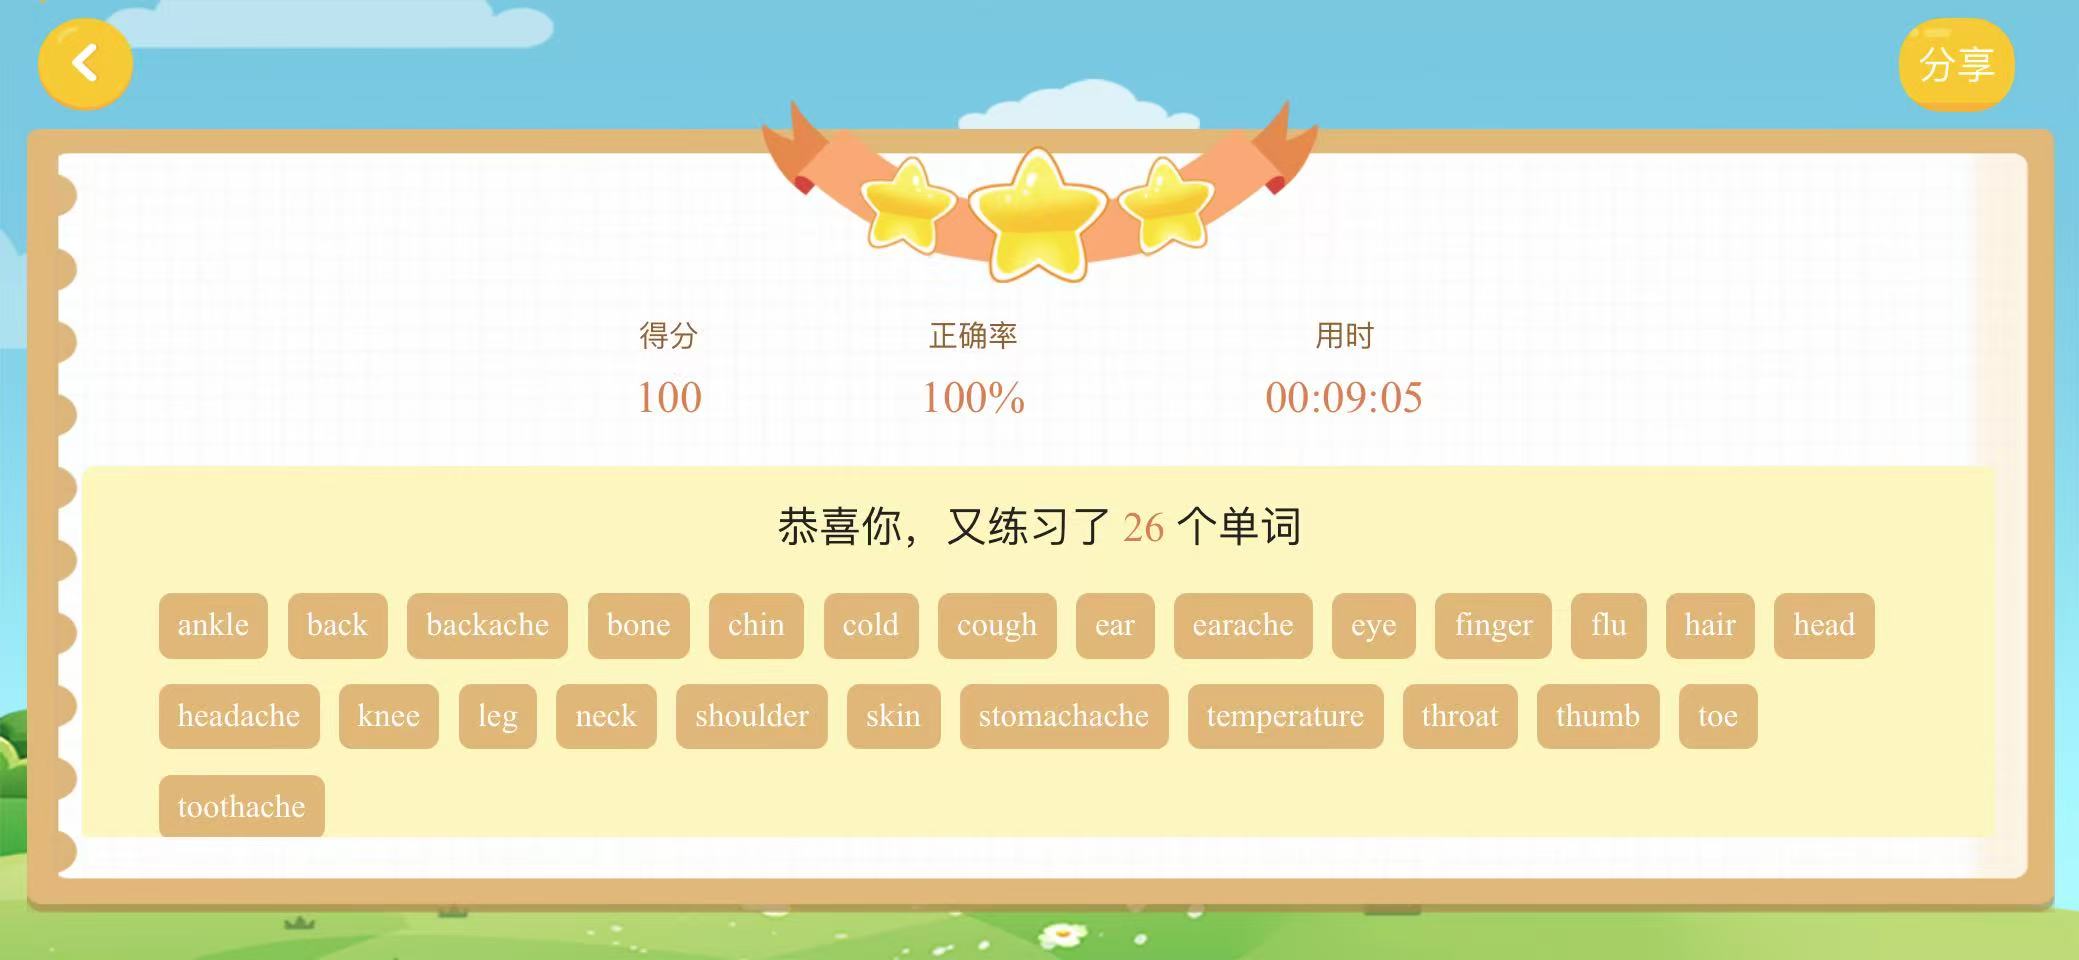 分享
得分 正确率 用时
100 100% 00:09:05
恭喜你，又练习了 26 个单词
ankle back backache bone chin cold cough ear earache eye finger flu hair head
headache knee leg neck shoulder skin stomachache temperature throat thumb toe
toothache